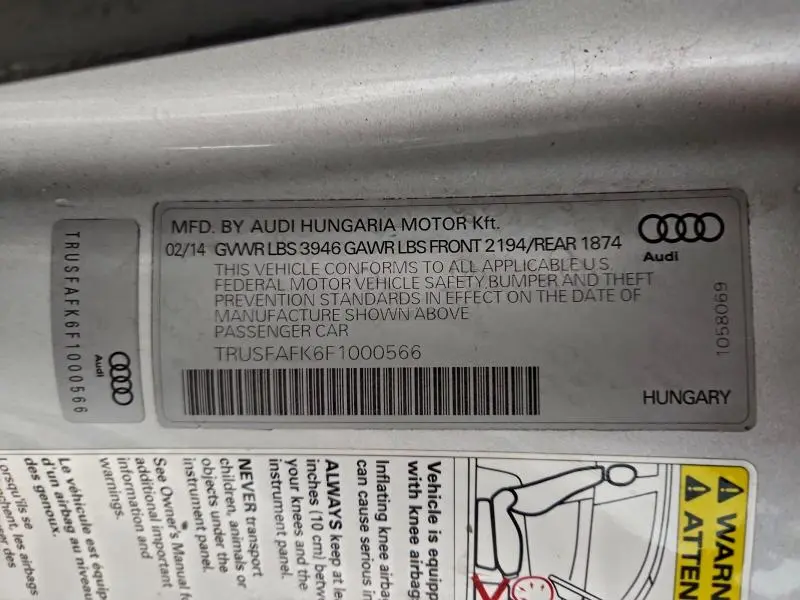 MFD. BY AUDI HUNGARIA MOTOR Kft.
02/14 GVWR LBS 3946 GAWR LBS FRONT 2194/REAR 1874
THIS VEHICLE CONFORMS TO ALL APPLICABLE U.S
FEDERAL MOTOR VEHICLE SAFETY,BUMPER AND THEFT
PREVENTION STANDARDS IN EFFECT ON THE DATE OF
MANUFACTURE SHOWN ABOVE
PASSENGER CAR
TRUSFAFK6F1000566
Audi
1058069
HUNGARY
TRUSFAFK6F1000566
Audi
WARN
ATTEN
Vehicle is equipp
with knee airbag
Inflating knee airba
can cause serious in
ALWAYS keep at le
inches (10 cm) betw
your knees and the
instrument panel.
NEVER transport
children, animals or
objects under the
instrument panel.
See Owner's Manual f
additional important
information and
warnings.
Le véhicule est équip
d'un airbag au niveau
des genoux.
Lorsqu'ils se
les airbags